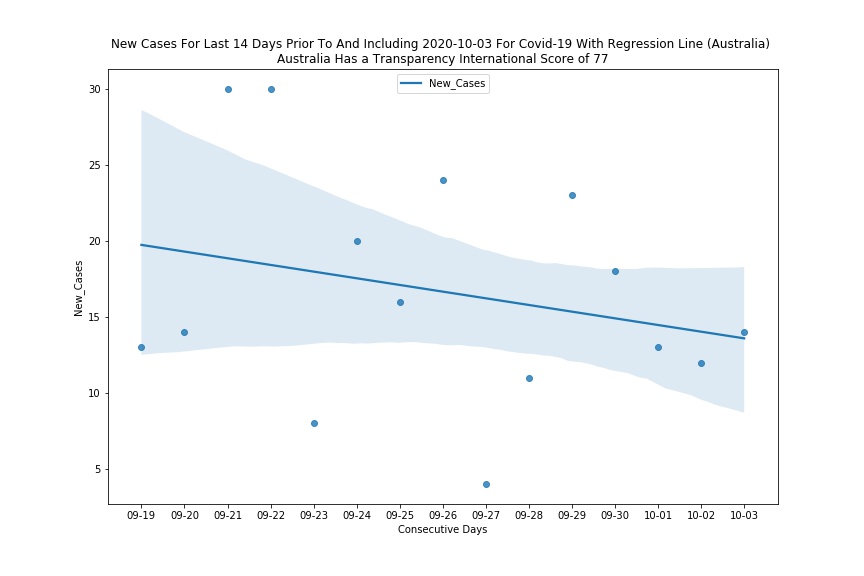 New Cases For Last 14 Days Prior To And Including 2020-10-03 For Covid-19 With Regression Line (Australia)
Australia Has a Transparency International Score of 77
New_Cases
30
25
20
15
10
5
New_Cases
09-19 09-20 09-21 09-22 09-23 09-24 09-25 09-26 09-27 09-28 09-29 09-30 10-01 10-02 10-03
Consecutive Days